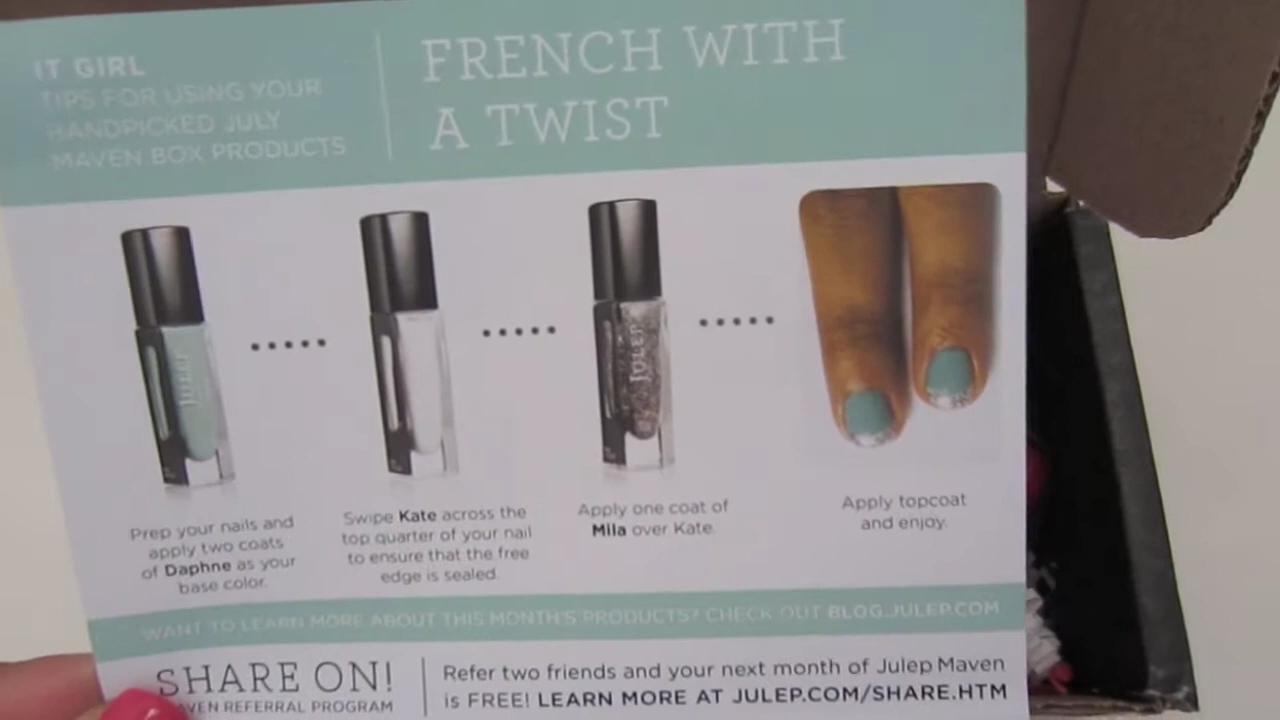 IT GIRL
TIPS FOR USING YOUR
HANDPICKED JULY
MAVEN BOX PRODUCTS
FRENCH WITH
A TWIST
JULEP
JULEP
Prep your nails and
apply two coats
of Daphne as your
base color.
Swipe Kate across the
top quarter of your nail
to ensure that the free
edge is sealed.
Apply one coat of
Mila over Kate.
Apply topcoat
and enjoy.
WANT TO LEARN MORE ABOUT THIS MONTH'S PRODUCTS? CHECK OUT BLOG.JULEP.COM
SHARE ON!
AVEN REFERRAL PROGRAM
Refer two friends and your next month of Julep Maven
is FREE! LEARN MORE AT JULEP.COM/SHARE.HTM